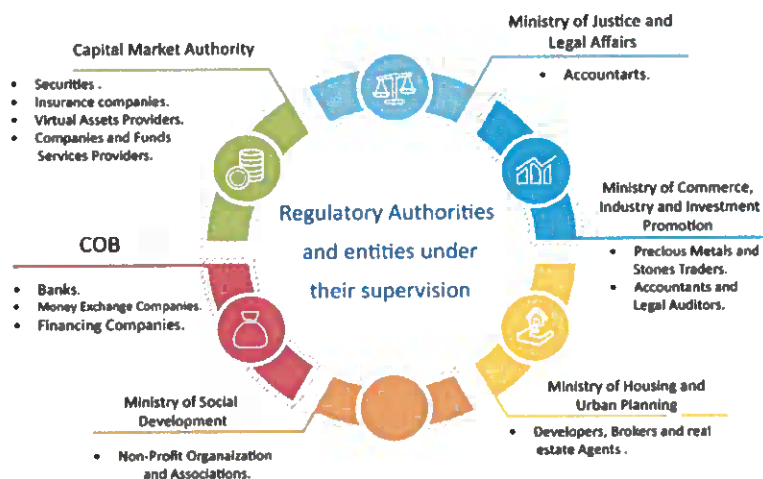 Capital Market Authority
• Securities .
• Insurance companies.
• Virtual Assets Providers.
• Companies and Funds
Services Providers.
Ministry of Justice and
Legal Affairs
• Accountarts.
Ministry of Commerce,
Industry and Investment
Promotion
• Precious Metals and
Stones Traders.
• Accountants and
Legal Auditors.
Regulatory Authorities
and entities under
their supervision
COB
• Banks.
• Money Exchange Companies.
• Financing Companies.
Ministry of Housing and
Urban Planning
• Developers, Brokers and real
estate Agents .
Ministry of Social
Development
• Non-Profit Organaization
and Associations.